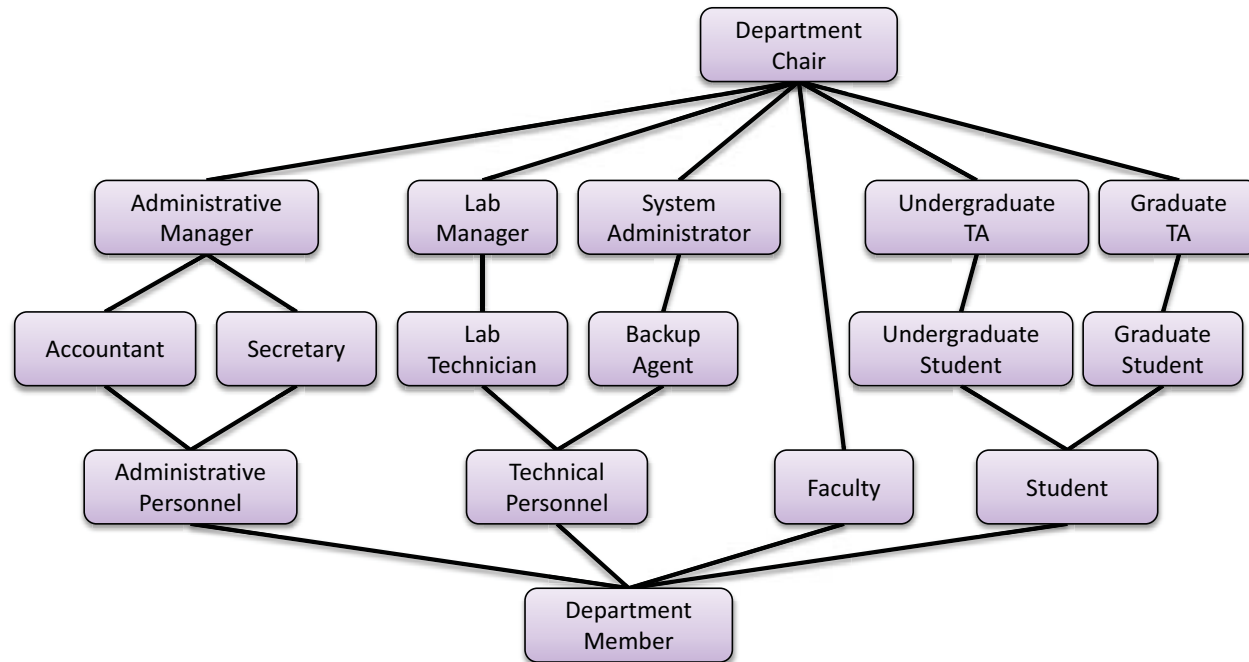 Department
Chair
Administrative
Manager
Lab
Manager
System
Administrator
Undergraduate
TA
Graduate
TA
Accountant
Secretary
Lab
Technician
Backup
Agent
Undergraduate
Student
Graduate
Student
Administrative
Personnel
Technical
Personnel
Faculty
Student
Department
Member